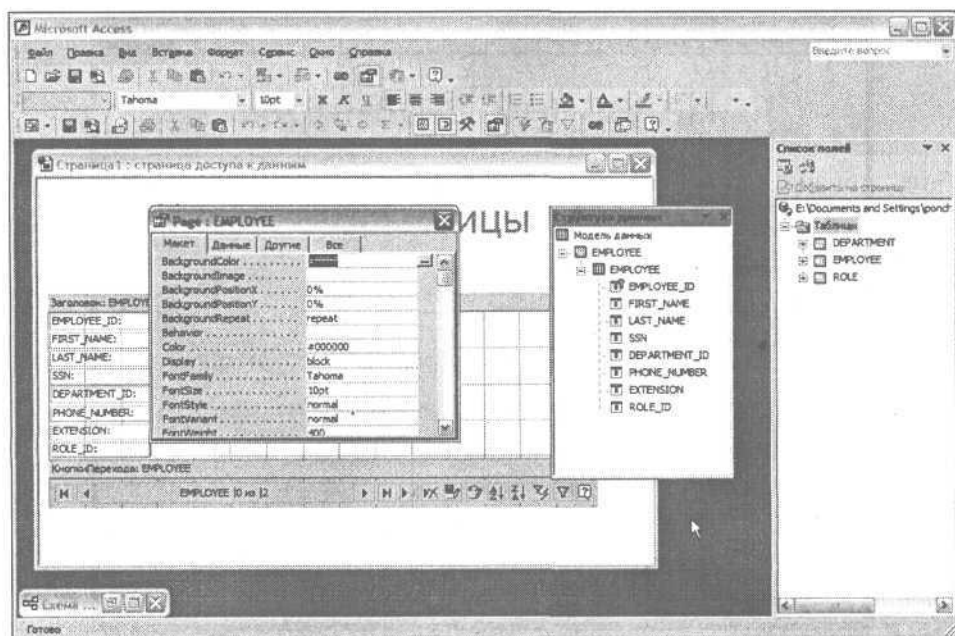 Microsoft Access
Файл Правка Вид Вставка Формат Сервис Окно Справка
Введите вопрос
Tahoma 10pt Ж К Ч
Страница1 : страница доступа к данным
ИЦЫ
Page : EMPLOYEE
Макет Данные Другие Все
BackgroundColor
BackgroundImage
BackgroundPositionX 0%
BackgroundPositionY 0%
BackgroundRepeat repeat
Behavior
Color #000000
Display block
FontFamily Tahoma
FontSize 10pt
FontStyle normal
FontVariant normal
FontWeight 400
Заголовок: EMPLOYE
EMPLOYEE_ID:
FIRST_NAME:
LAST_NAME:
SSN:
DEPARTMENT_ID:
PHONE_NUMBER:
EXTENSION:
ROLE_ID:
КнопкиПерехода: EMPLOYEE
EMPLOYEE |0 из |2
Структура данных
Модель данных
EMPLOYEE
EMPLOYEE
EMPLOYEE_ID
FIRST_NAME
LAST_NAME
SSN
DEPARTMENT_ID
PHONE_NUMBER
EXTENSION
ROLE_ID
Список полей
Добавить на страницу
E:\Documents and Settings\pond
Таблицы
DEPARTMENT
EMPLOYEE
ROLE
Схема ...
Готово